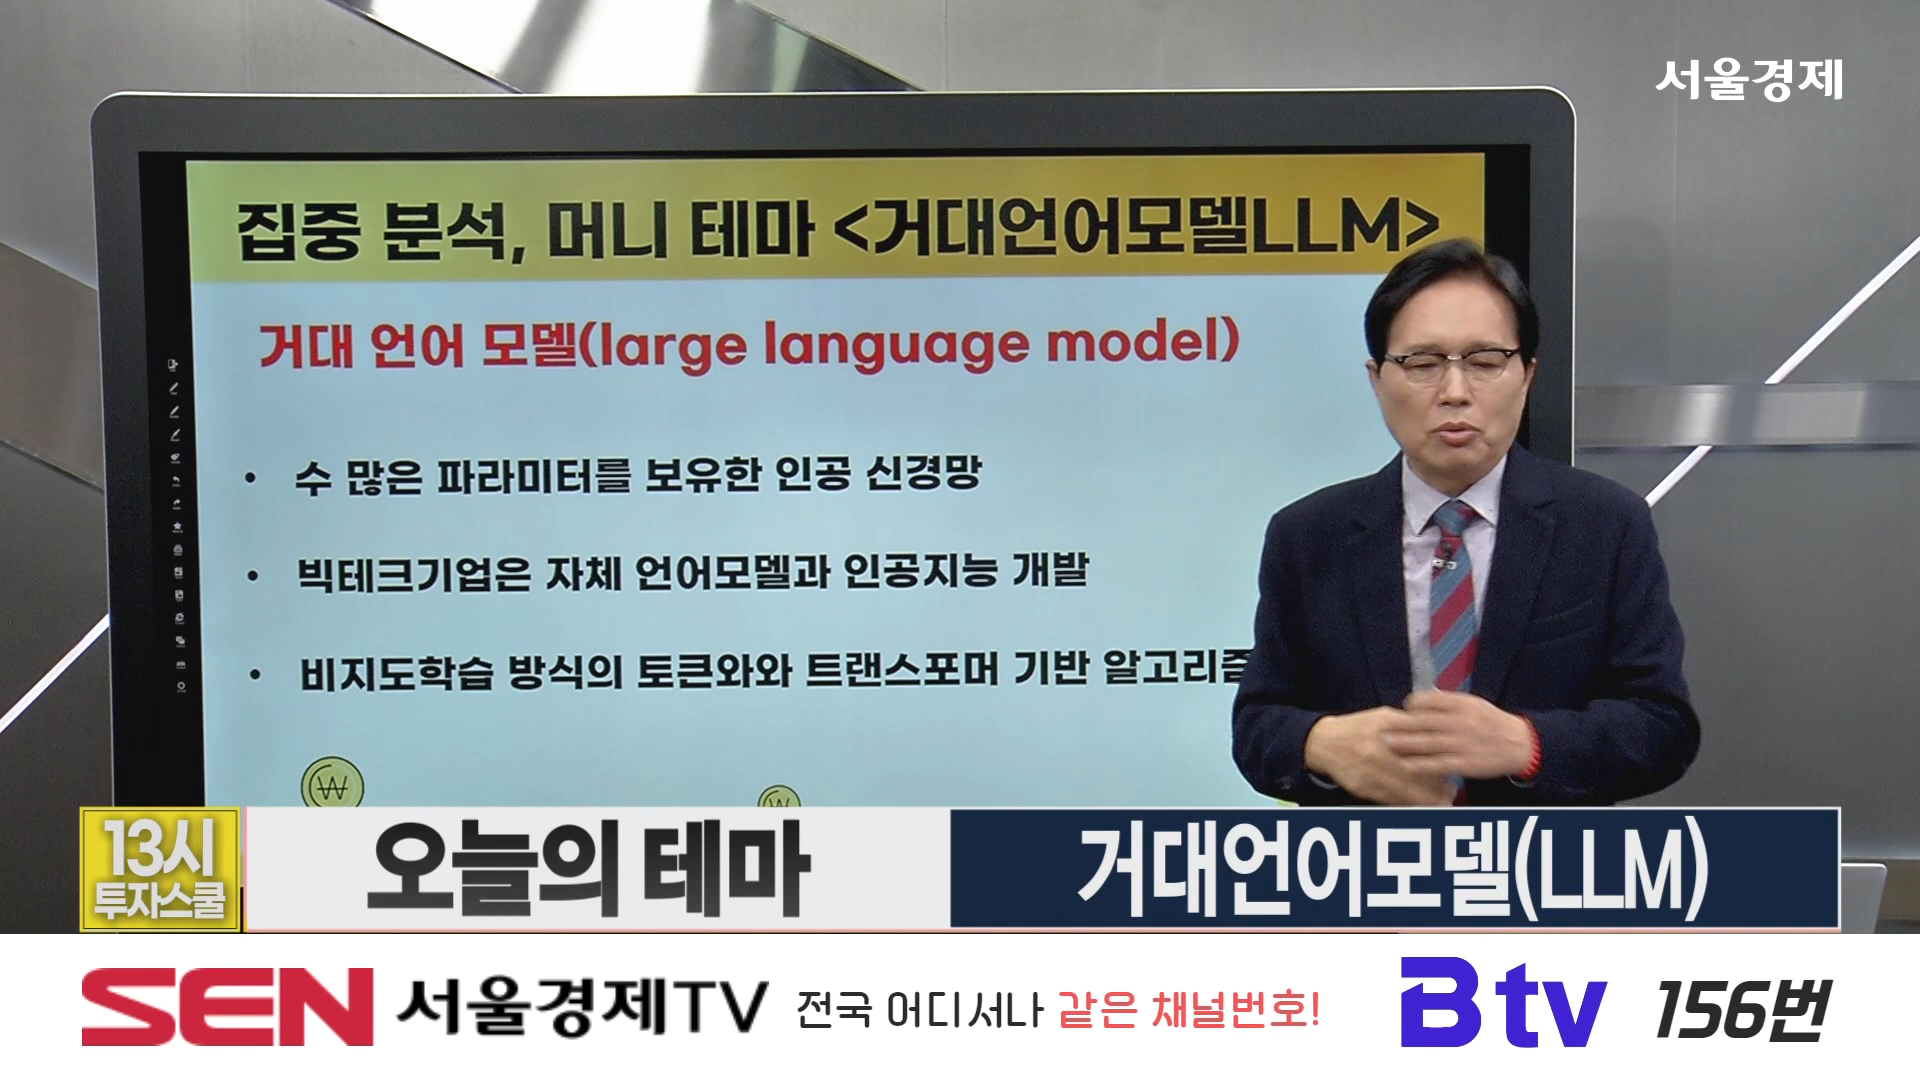 서울경제
집중 분석, 머니 테마 <거대언어모델LLM>
거대 언어 모델(large language model)
• 수 많은 파라미터를 보유한 인공 신경망
• 빅테크기업은 자체 언어모델과 인공지능 개발
• 비지도학습 방식의 토큰와와 트랜스포머 기반 알고리즘
13시
투자스쿨
오늘의 테마
거대언어모델(LLM)
SEN 서울경제TV 전국 어디서나 같은 채널번호! B tv 156번